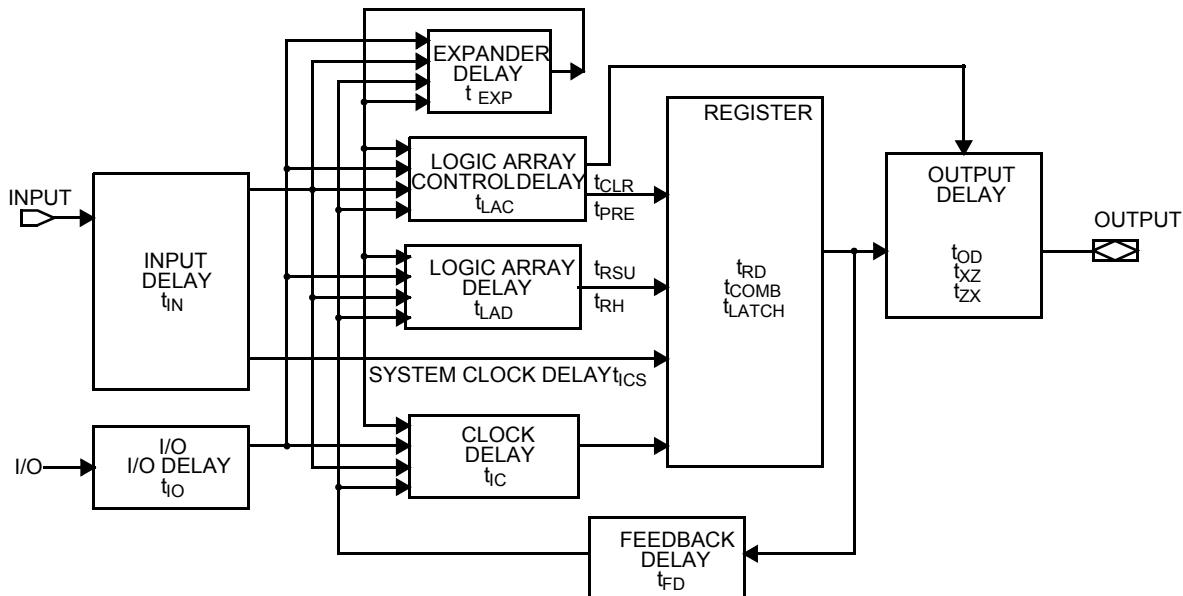 EXPANDER
DELAY
t EXP
REGISTER
LOGIC ARRAY
CONTROLDELAY
tLAC
tCLR
tPRE
OUTPUT
DELAY
tOD
tXZ
tZX
INPUT
OUTPUT
INPUT
DELAY
tIN
LOGIC ARRAY
DELAY
tLAD
tRSU
tRH
tRD
tCOMB
tLATCH
SYSTEM CLOCK DELAYtICS
CLOCK
DELAY
tIC
I/O
I/O
I/O DELAY
tIO
FEEDBACK
DELAY
tFD